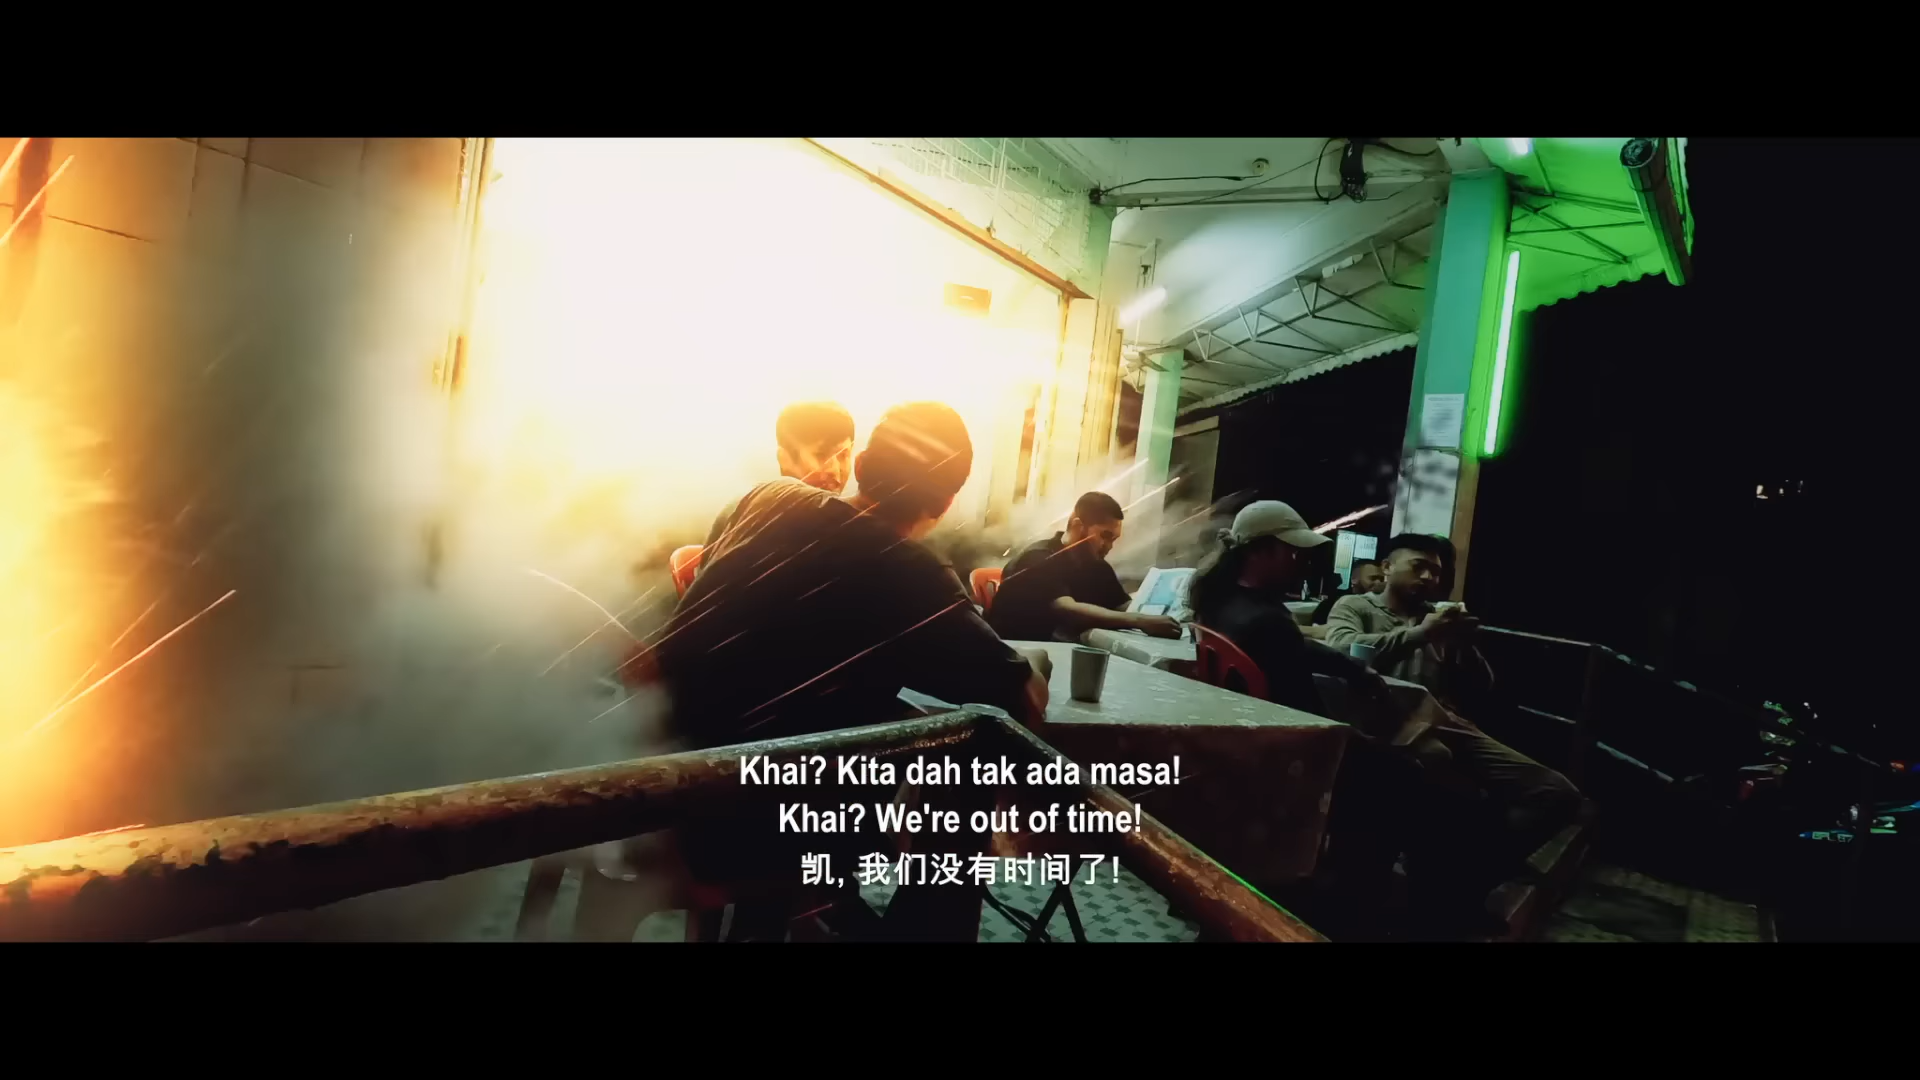 Khai? Kita dah tak ada masa!
Khai? We're out of time!
凯, 我们没有时间了!